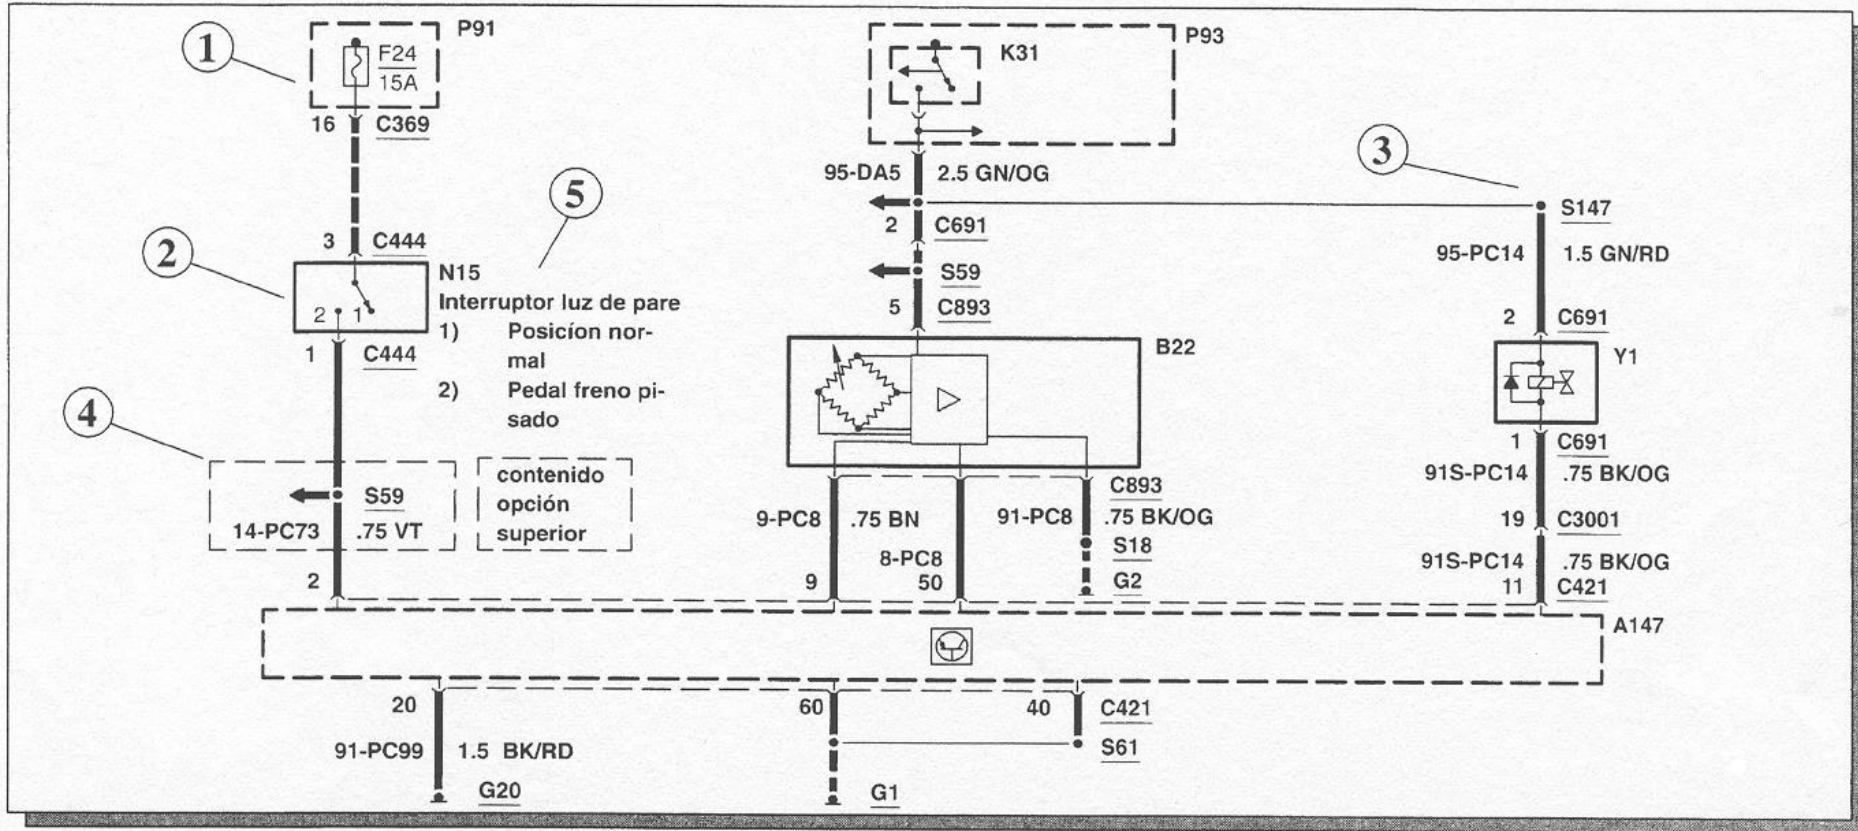 1
P91
F24
15A
16 C369
3 C444
2
N15
Interruptor luz de pare
1) Posicíon nor-
mal
2) Pedal freno pi-
sado
5
2 1
1 C444
4
S59
14-PC73 .75 VT
contenido
opción
superior
2
K31
P93
95-DA5 2.5 GN/OG
2 C691
S59
5 C893
B22
C893
9-PC8 .75 BN
8-PC8
91-PC8 .75 BK/OG
S18
G2
9 50
3
S147
95-PC14 1.5 GN/RD
2 C691
Y1
1 C691
91S-PC14 .75 BK/OG
19 C3001
91S-PC14 .75 BK/OG
11 C421
A147
20
91-PC99 1.5 BK/RD
G20
60
40 C421
S61
G1